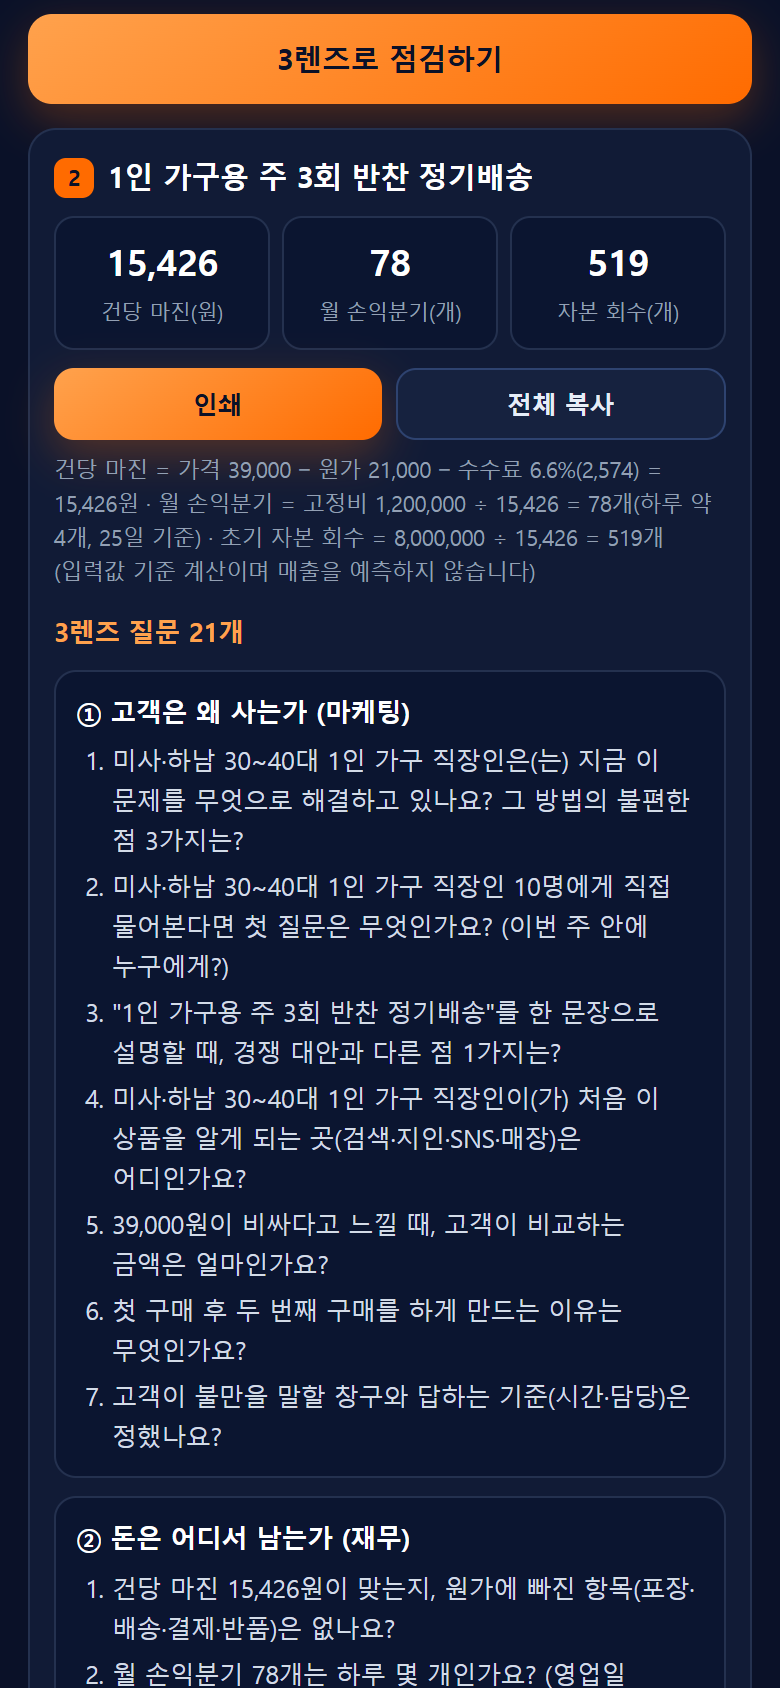 3렌즈로 점검하기
2 1인 가구용 주 3회 반찬 정기배송
15,426 78 519
건당 마진(원) 월 손익분기(개) 자본 회수(개)
인쇄 전체 복사
건당 마진 = 가격 39,000 − 원가 21,000 − 수수료 6.6%(2,574) =
15,426원 · 월 손익분기 = 고정비 1,200,000 ÷ 15,426 = 78개(하루 약
4개, 25일 기준) · 초기 자본 회수 = 8,000,000 ÷ 15,426 = 519개
(입력값 기준 계산이며 매출을 예측하지 않습니다)
3렌즈 질문 21개
① 고객은 왜 사는가 (마케팅)
1. 미사·하남 30~40대 1인 가구 직장인은(는) 지금 이
문제를 무엇으로 해결하고 있나요? 그 방법의 불편한
점 3가지는?
2. 미사·하남 30~40대 1인 가구 직장인 10명에게 직접
물어본다면 첫 질문은 무엇인가요? (이번 주 안에
누구에게?)
3. "1인 가구용 주 3회 반찬 정기배송"를 한 문장으로
설명할 때, 경쟁 대안과 다른 점 1가지는?
4. 미사·하남 30~40대 1인 가구 직장인이(가) 처음 이
상품을 알게 되는 곳(검색·지인·SNS·매장)은
어디인가요?
5. 39,000원이 비싸다고 느낄 때, 고객이 비교하는
금액은 얼마인가요?
6. 첫 구매 후 두 번째 구매를 하게 만드는 이유는
무엇인가요?
7. 고객이 불만을 말할 창구와 답하는 기준(시간·담당)은
정했나요?
② 돈은 어디서 남는가 (재무)
1. 건당 마진 15,426원이 맞는지, 원가에 빠진 항목(포장·
배송·결제·반품)은 없나요?
2. 월 손익분기 78개는 하루 몇 개인가요? (영업일